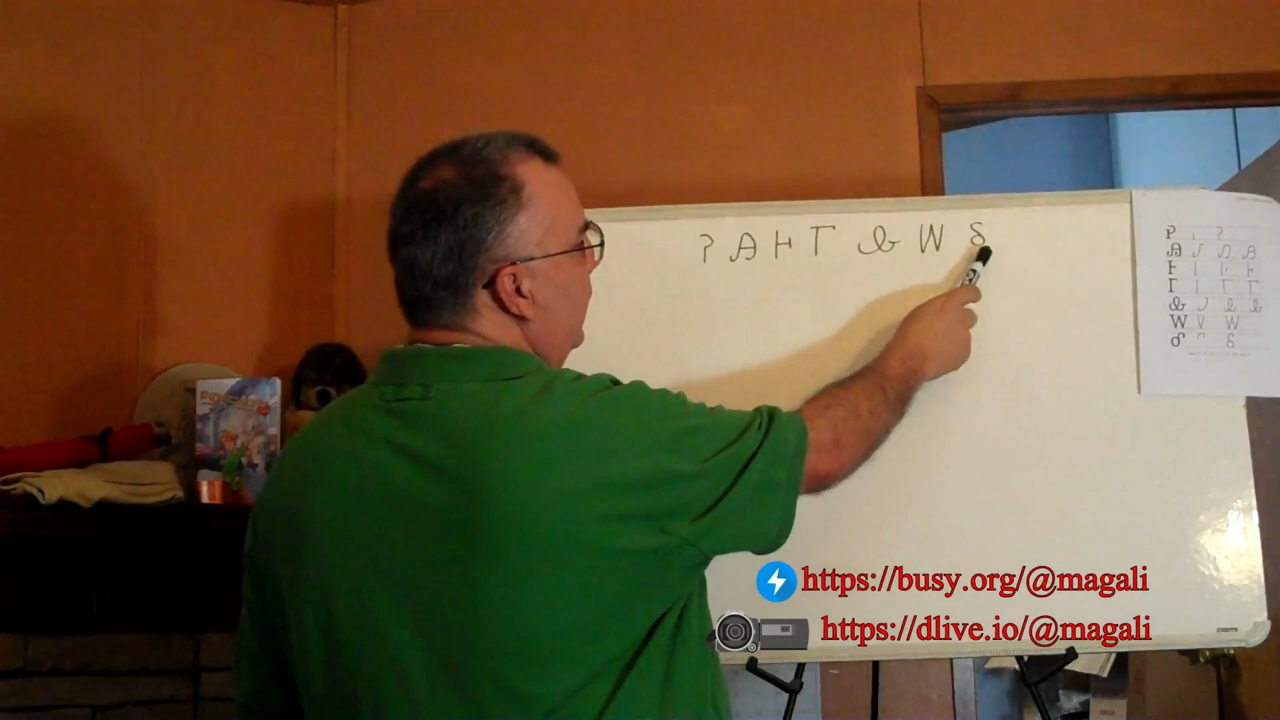 Ꭾ Ꭿ Ꮀ Ꮁ Ꮂ Ꮃ Ꮄ
Ꭾ
Ꭿ Ꭿ
Ꮀ Ꮀ
Ꮁ Ꮁ Ꮁ
Ꮂ Ꮂ
Ꮃ Ꮃ
Ꮄ Ꮄ
https://busy.org/@magali
https://dlive.io/@magali